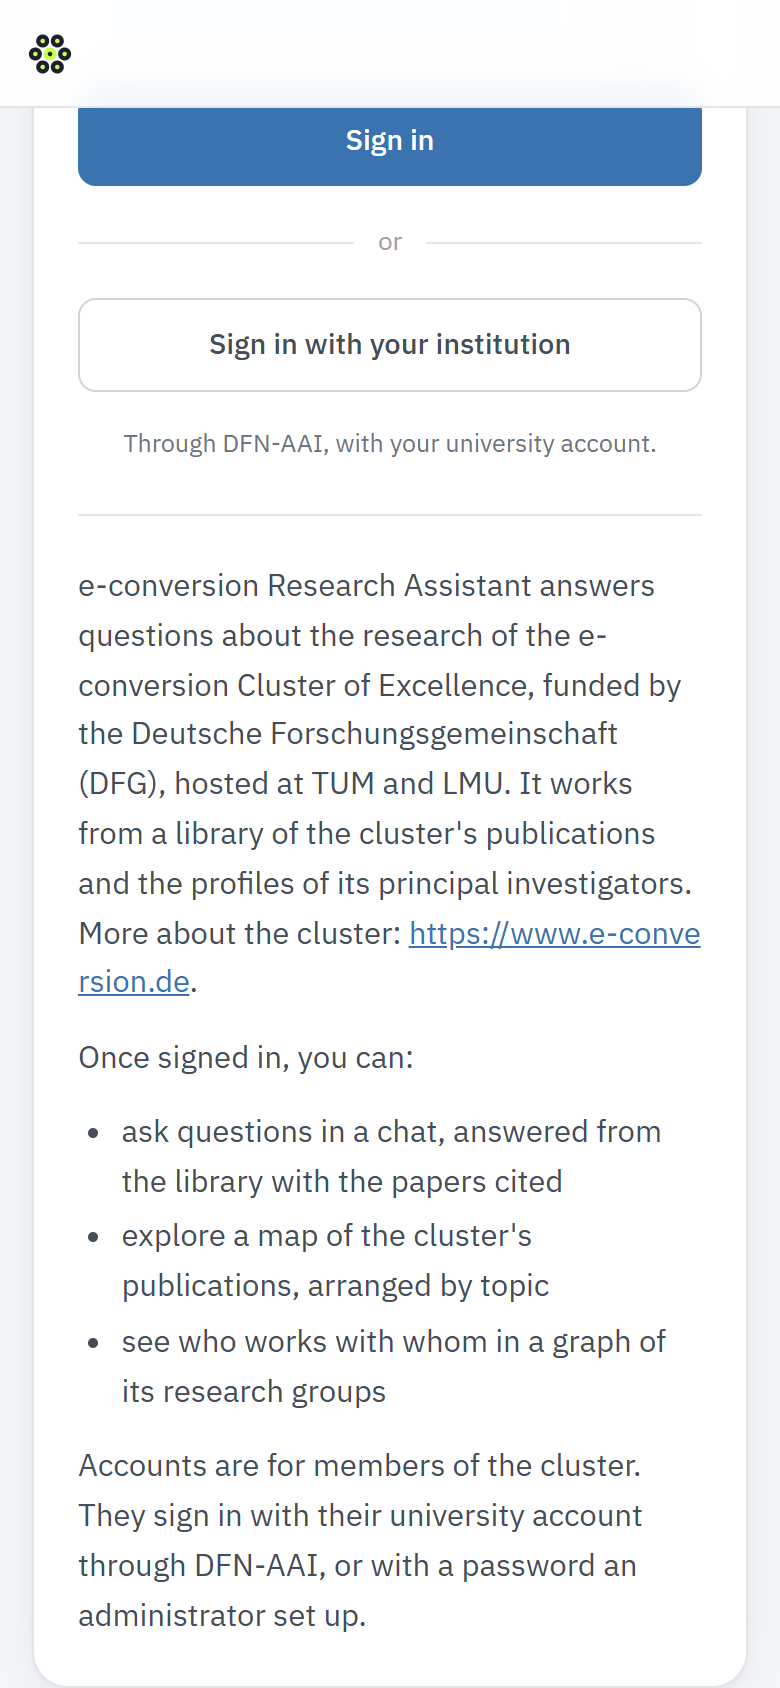 Sign in
or
Sign in with your institution
Through DFN-AAI, with your university account.
e-conversion Research Assistant answers
questions about the research of the e-
conversion Cluster of Excellence, funded by
the Deutsche Forschungsgemeinschaft
(DFG), hosted at TUM and LMU. It works
from a library of the cluster's publications
and the profiles of its principal investigators.
More about the cluster: https://www.e-conve
rsion.de.
Once signed in, you can:
• ask questions in a chat, answered from
the library with the papers cited
• explore a map of the cluster's
publications, arranged by topic
• see who works with whom in a graph of
its research groups
Accounts are for members of the cluster.
They sign in with their university account
through DFN-AAI, or with a password an
administrator set up.